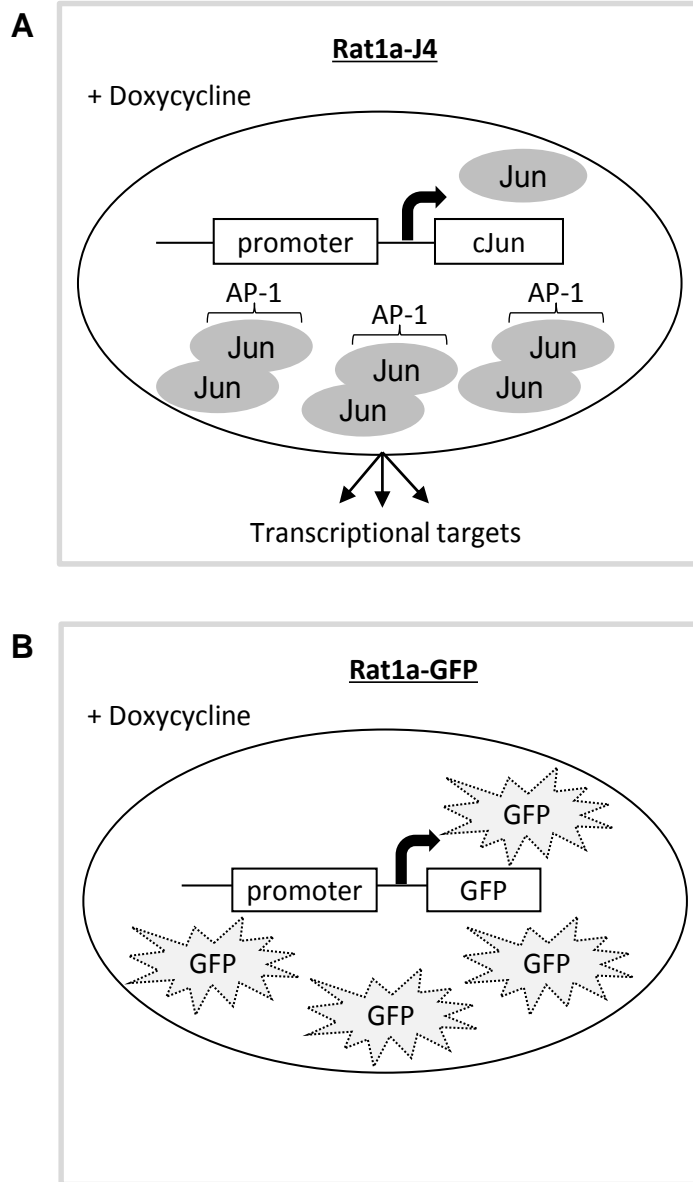 A
Rat1a-J4
+ Doxycycline
Jun
promoter
cJun
AP-1
AP-1
AP-1
Jun
Jun
Jun
Jun
Jun
Jun
Transcriptional targets
B
Rat1a-GFP
+ Doxycycline
GFP
promoter
GFP
GFP
GFP
GFP